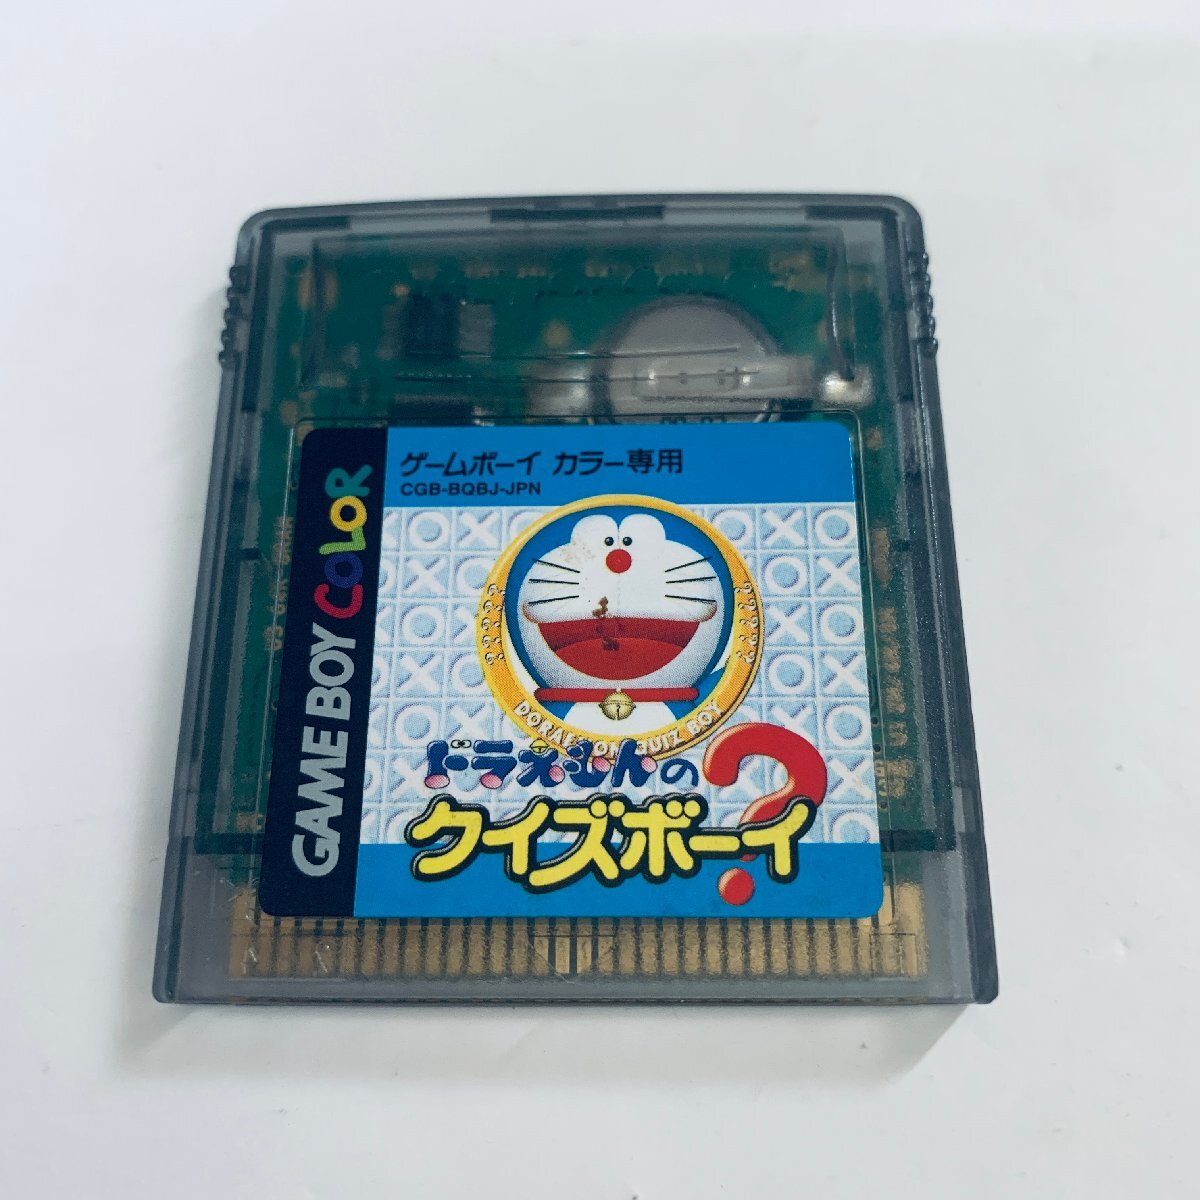 ゲームボーイ カラー専用
CGB-BQBJ-JPN
GAME BOY COLOR
DORAEMON QUIZ BOY
ドラえもんの
クイズボーイ?